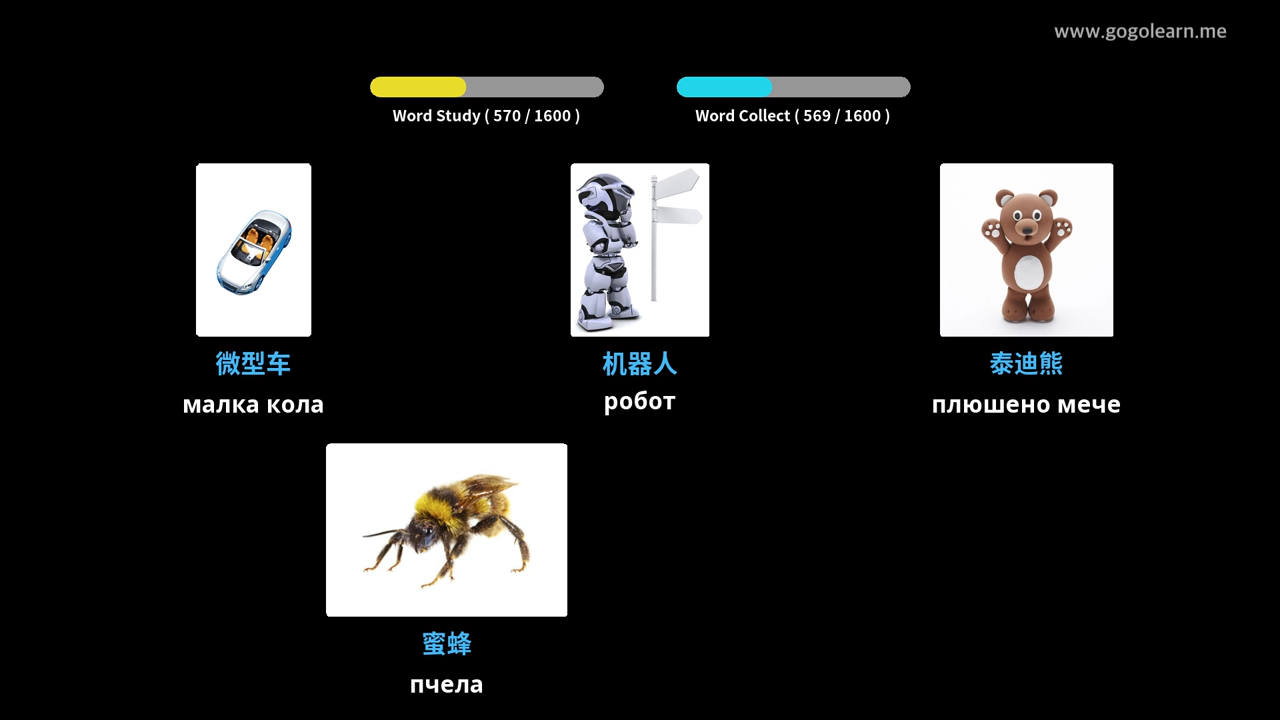 www.gogolearn.me
Word Study ( 570 / 1600 )
Word Collect ( 569 / 1600 )
微型车
малка кола
机器人
робот
泰迪熊
плюшено мече
蜜蜂
пчела